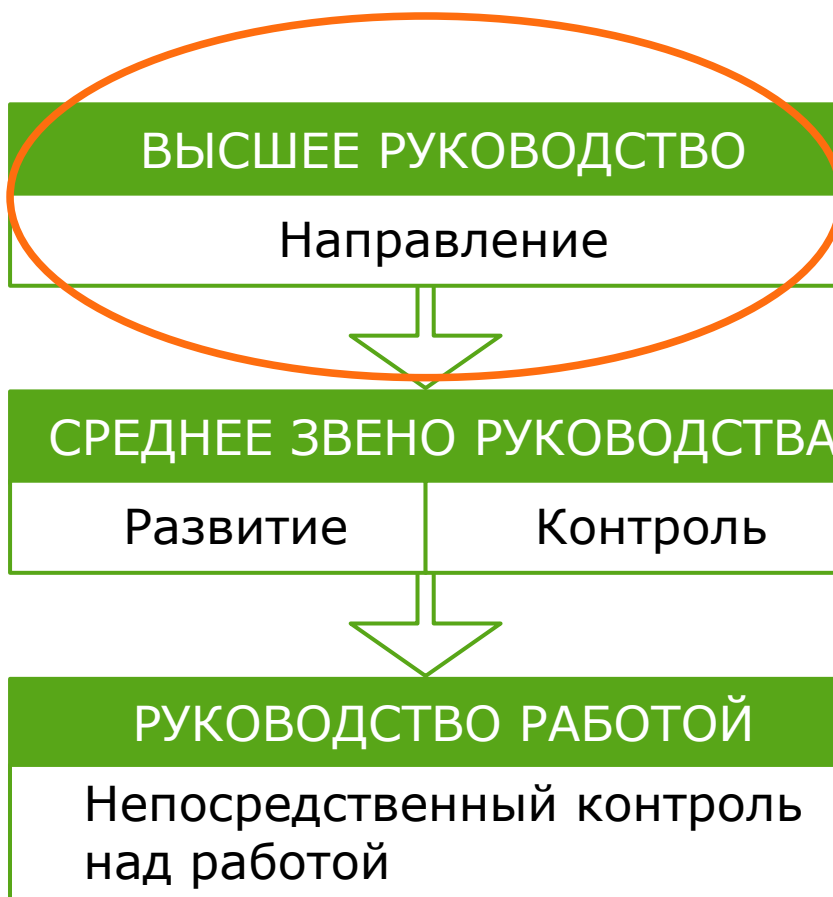 ВЫСШЕЕ РУКОВОДСТВО
Направление
СРЕДНЕЕ ЗВЕНО РУКОВОДСТВА
Развитие Контроль
РУКОВОДСТВО РАБОТОЙ
Непосредственный контроль
над работой